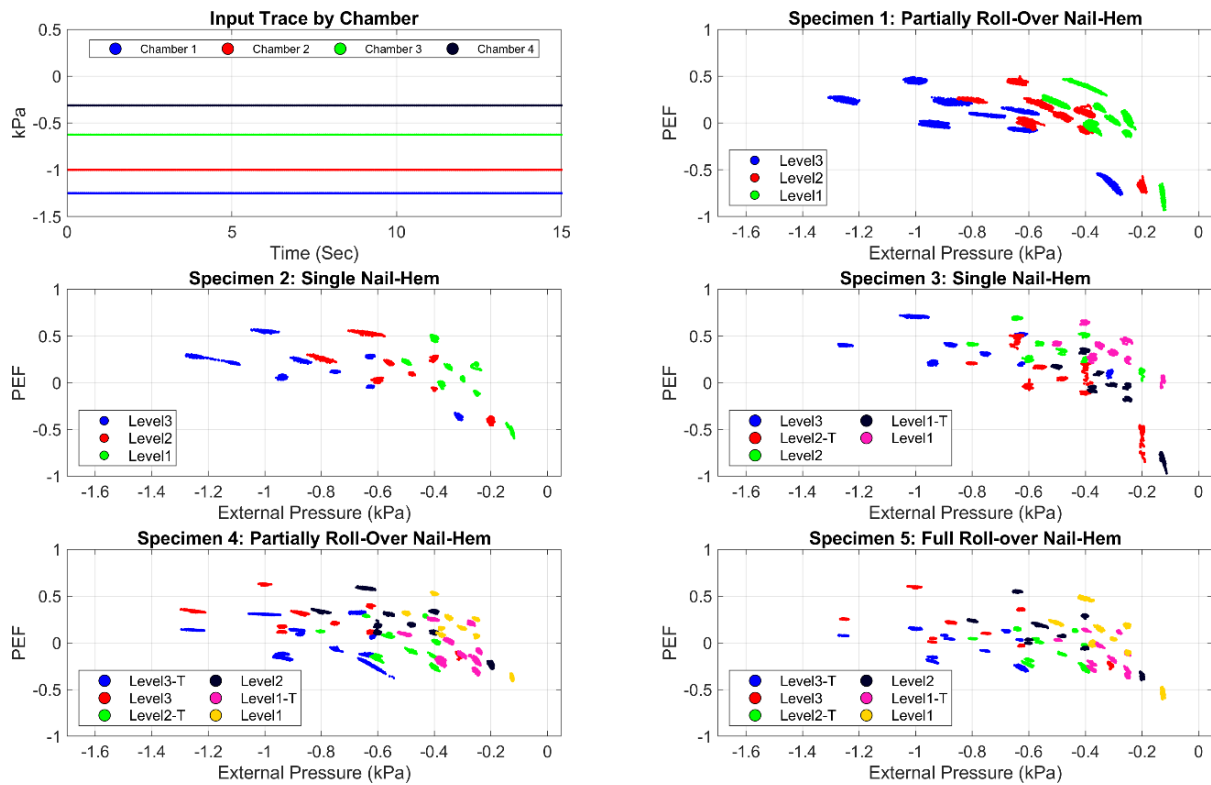 Input Trace by Chamber
0.5
0
-0.5
-1
-1.5
kPa
Chamber 1 Chamber 2 Chamber 3 Chamber 4
0 5 10 15
Time (Sec)
Specimen 1: Partially Roll-Over Nail-Hem
1
0.5
0
0.5
1
PEF
Level3
Level2
Level1
-1.6 -1.4 -1.2 -1 -0.8 -0.6 -0.4 -0.2 0
External Pressure (kPa)
Specimen 2: Single Nail-Hem
1
0.5
0
-0.5
-1
PEF
Level3
Level2
Level1
-1.6 -1.4 -1.2 -1 -0.8 -0.6 -0.4 -0.2 0
External Pressure (kPa)
Specimen 3: Single Nail-Hem
1
0.5
0
-0.5
-1
PEF
Level3 Level1-T
Level2-T Level1
Level2
-1.6 -1.4 -1.2 -1 -0.8 -0.6 -0.4 -0.2 0
External Pressure (kPa)
Specimen 4: Partially Roll-Over Nail-Hem
1
0.5
0
-0.5
-1
PEF
Level3-T Level2
Level3 Level1-T
Level2-T Level1
-1.6 -1.4 -1.2 -1 -0.8 -0.6 -0.4 -0.2 0
External Pressure (kPa)
Specimen 5: Full Roll-over Nail-Hem
1
0.5
0
-0.5
-1
PEF
Level3-T Level2
Level3 Level1-T
Level2-T Level1
-1.6 -1.4 -1.2 -1 -0.8 -0.6 -0.4 -0.2 0
External Pressure (kPa)